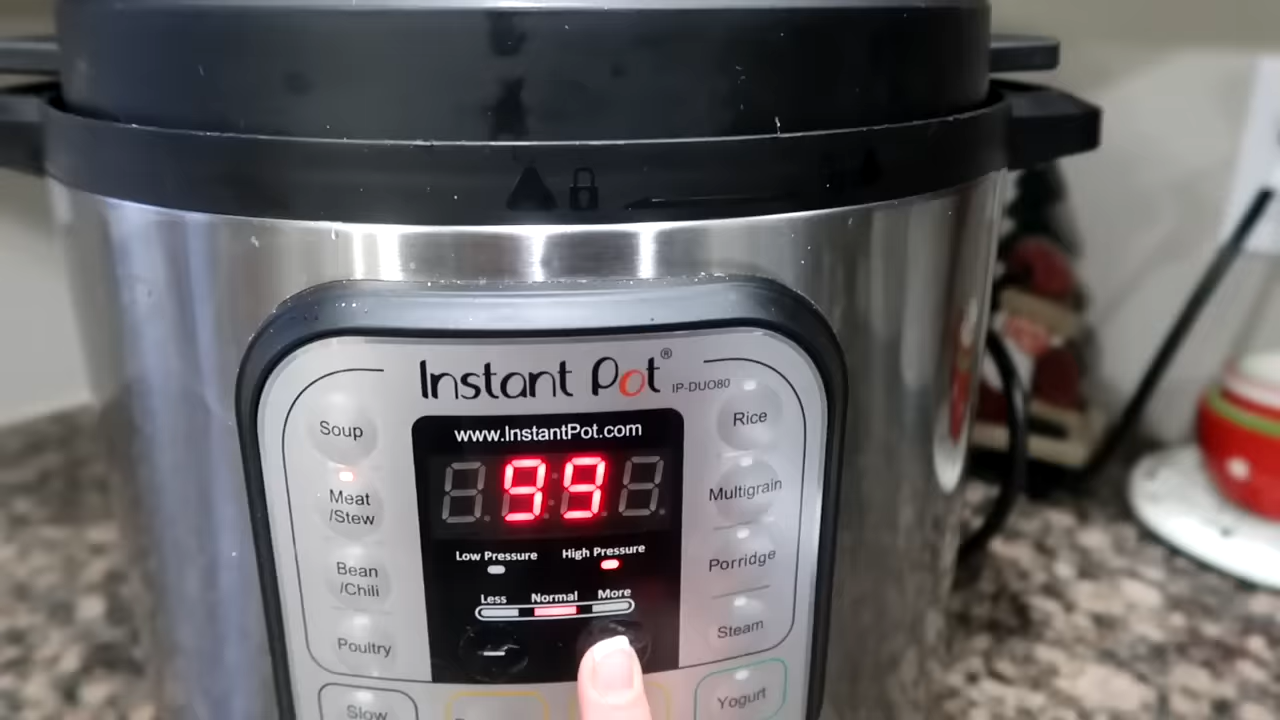 Instant Pot®
IP-DUO80
www.InstantPot.com
99
Low Pressure
High Pressure
Less
Normal
More
Soup
Meat
/Stew
Bean
/Chili
Poultry
Slow
Rice
Multigrain
Porridge
Steam
Yogurt